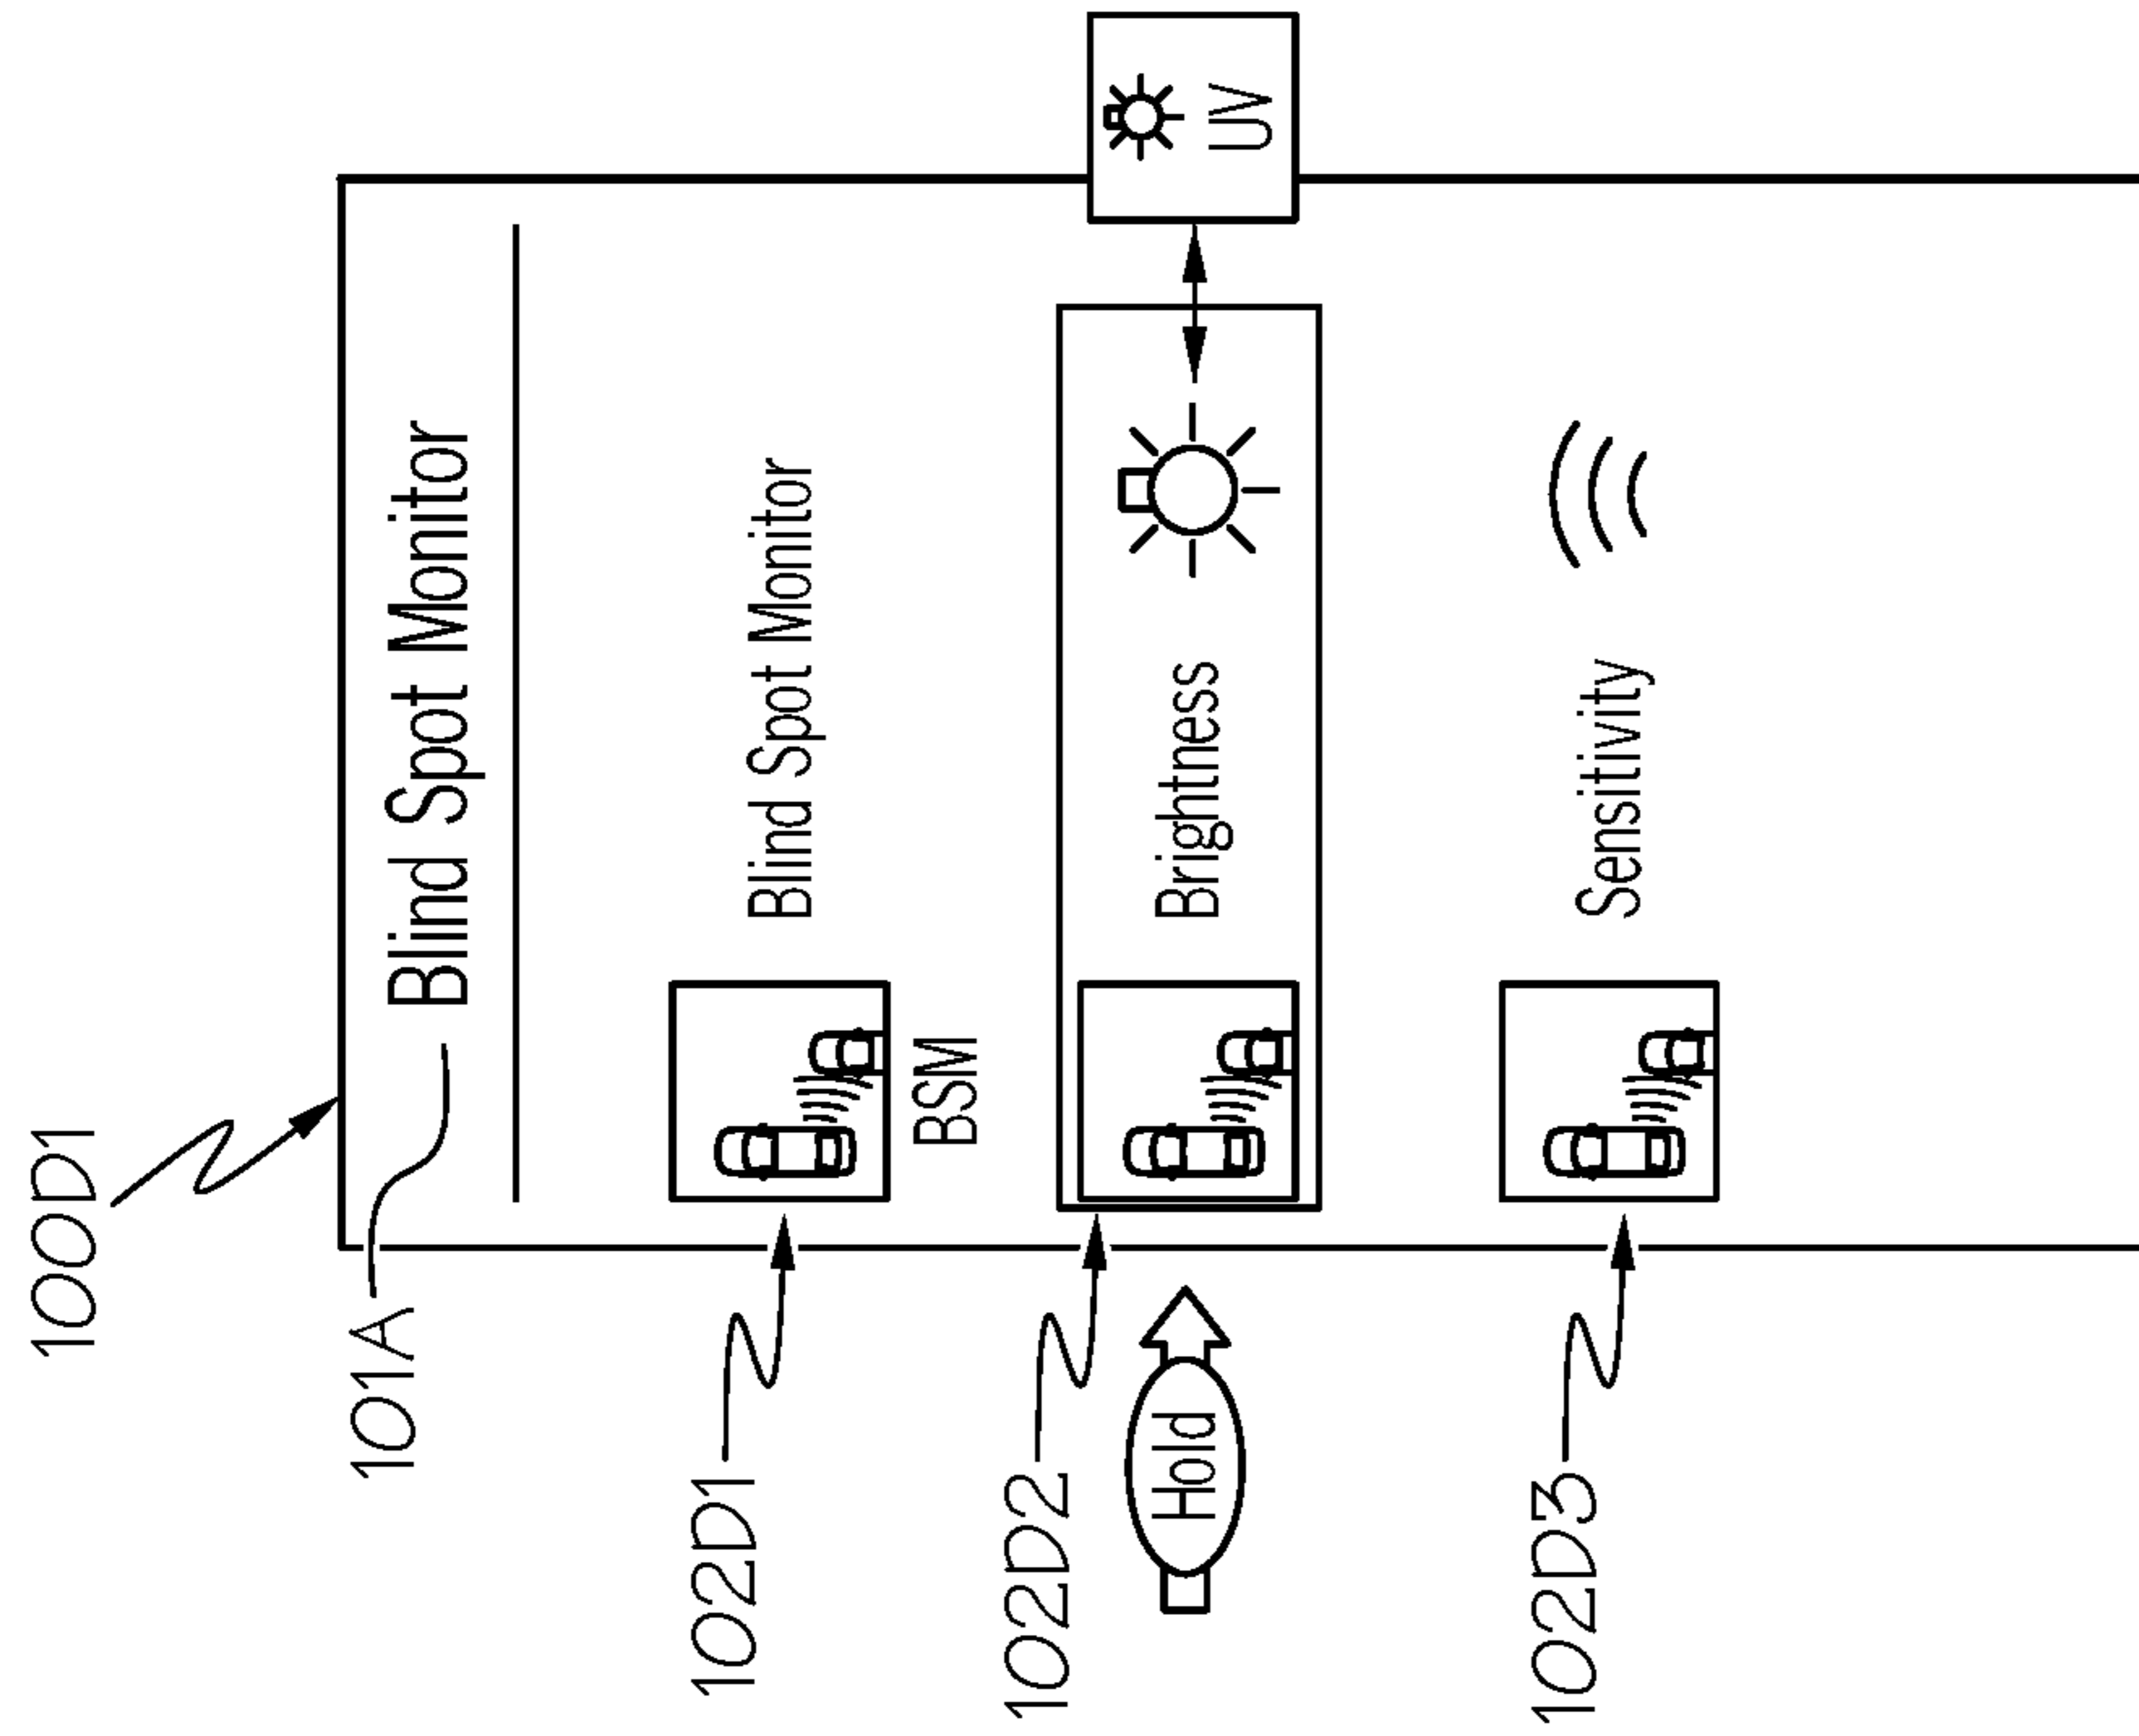 100D1
101A
Blind Spot Monitor
102D1
BSM
Blind Spot Monitor
102D2
Hold
Brightness
UV
102D3
Sensitivity